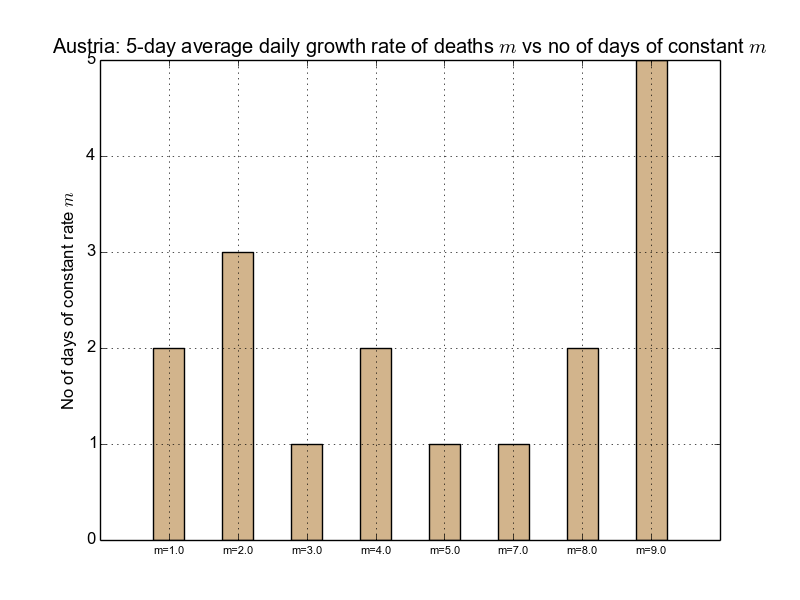 Austria: 5-day average daily growth rate of deaths m vs no of days of constant m
5
4
3
2
1
0
No of days of constant rate m
m=1.0 m=2.0 m=3.0 m=4.0 m=5.0 m=7.0 m=8.0 m=9.0